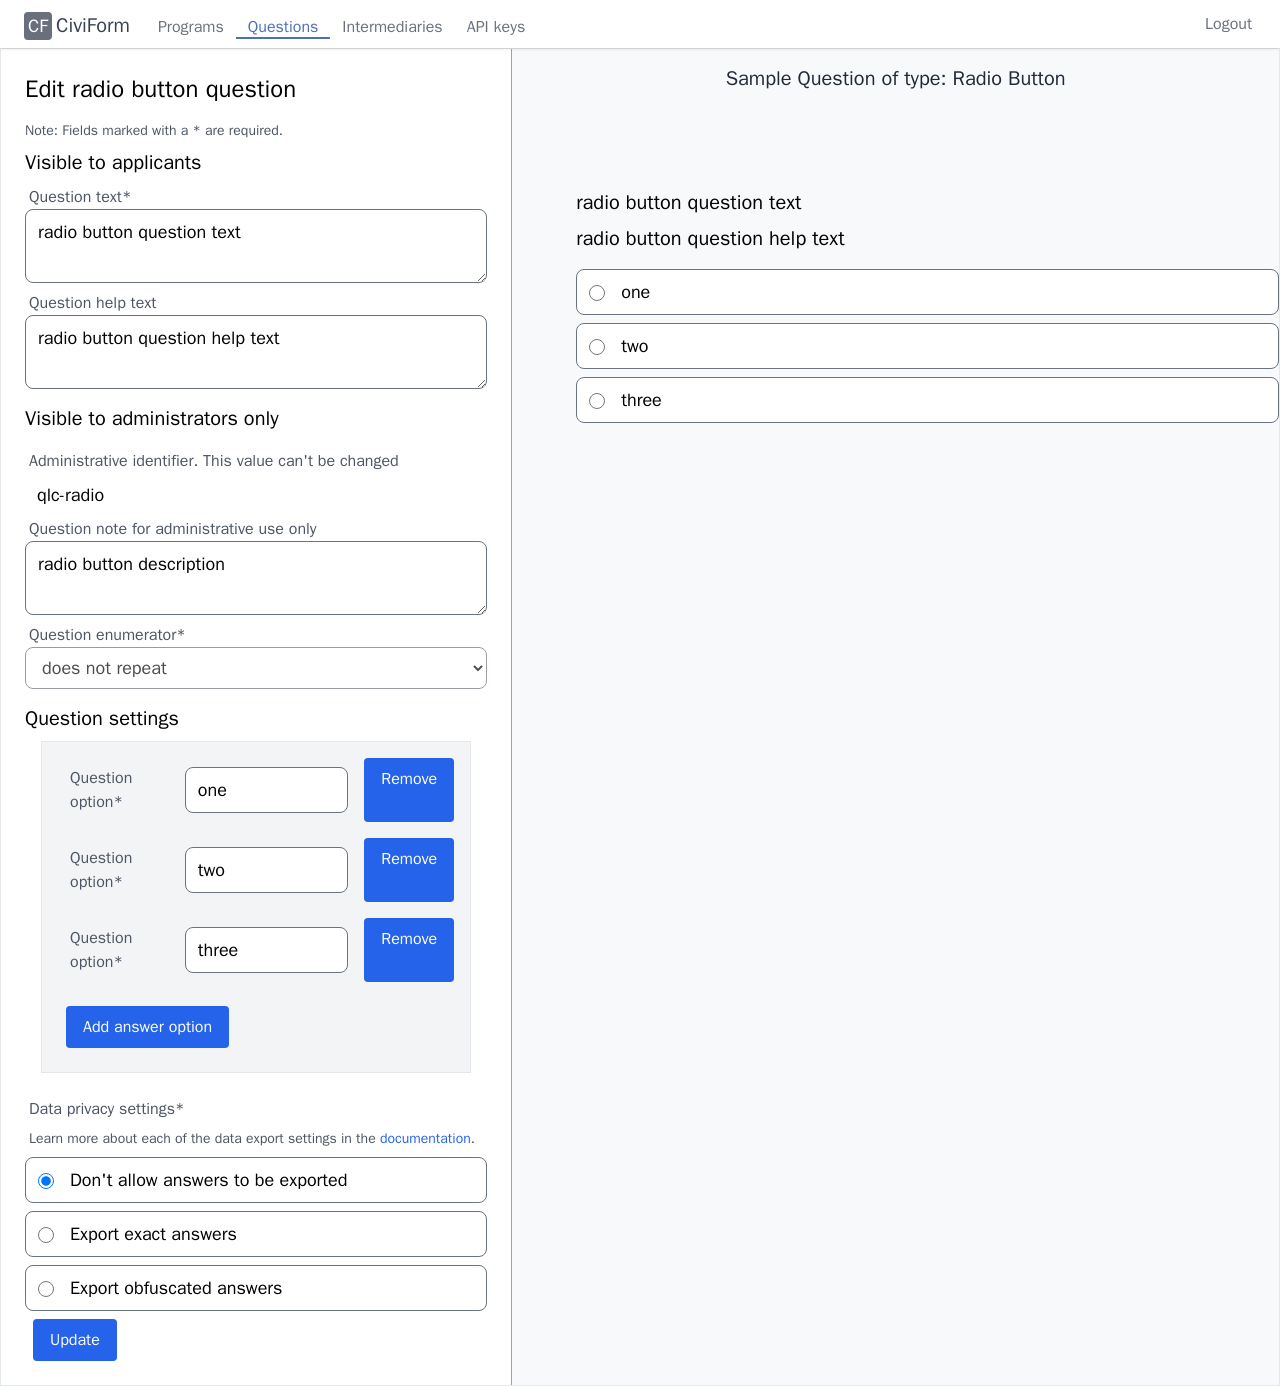 CF CiviForm Programs Questions Intermediaries API keys Logout
Edit radio button question
Note: Fields marked with a * are required.
Visible to applicants
Question text*
radio button question text
Question help text
radio button question help text
Visible to administrators only
Administrative identifier. This value can't be changed
qlc-radio
Question note for administrative use only
radio button description
Question enumerator*
does not repeat
Question settings
Question option* one Remove
Question option* two Remove
Question option* three Remove
Add answer option
Data privacy settings*
Learn more about each of the data export settings in the documentation.
Don't allow answers to be exported
Export exact answers
Export obfuscated answers
Update
Sample Question of type: Radio Button
radio button question text
radio button question help text
one
two
three